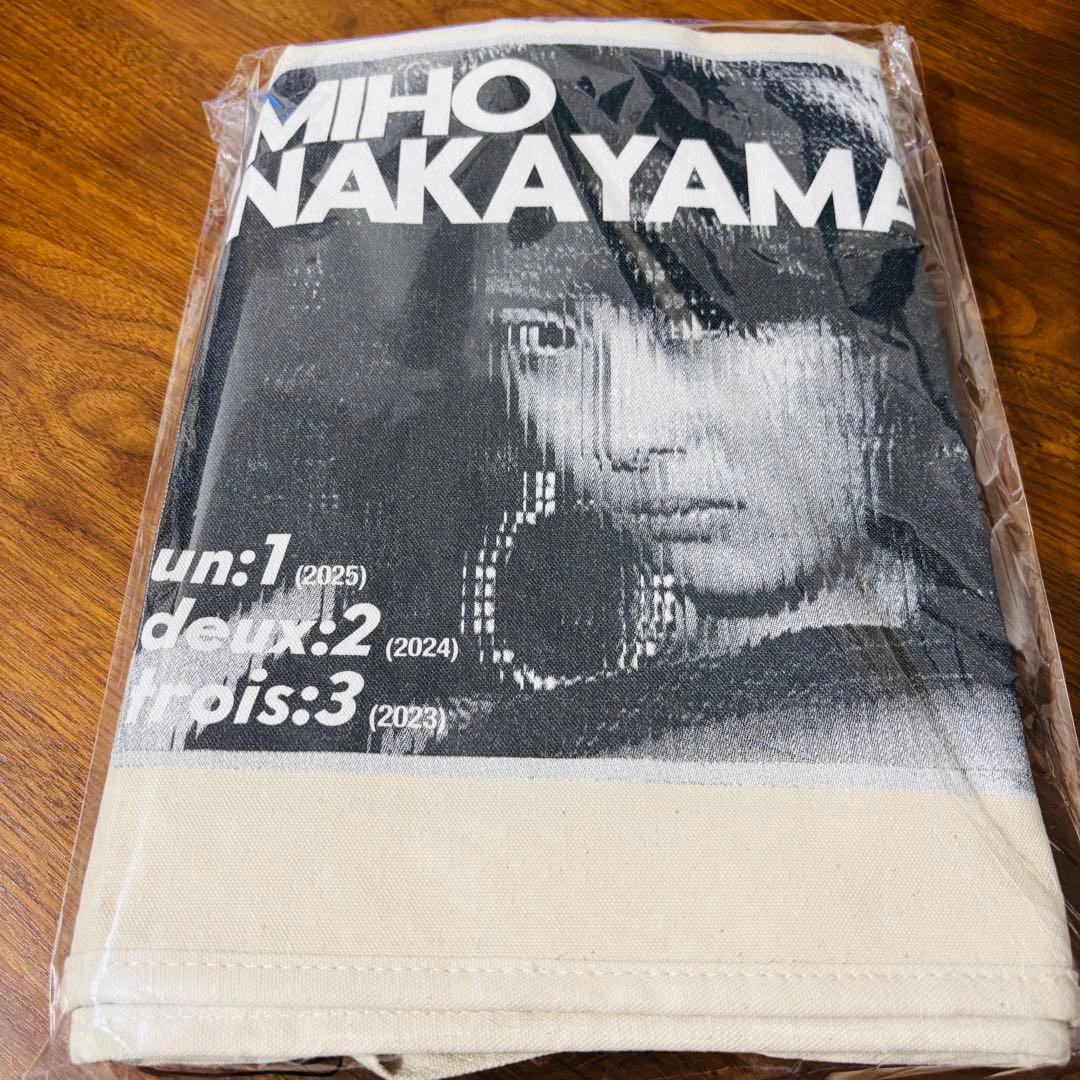 MIHO
NAKAYAMA
un:1 (2025)
deux:2 (2024)
trois:3 (2023)